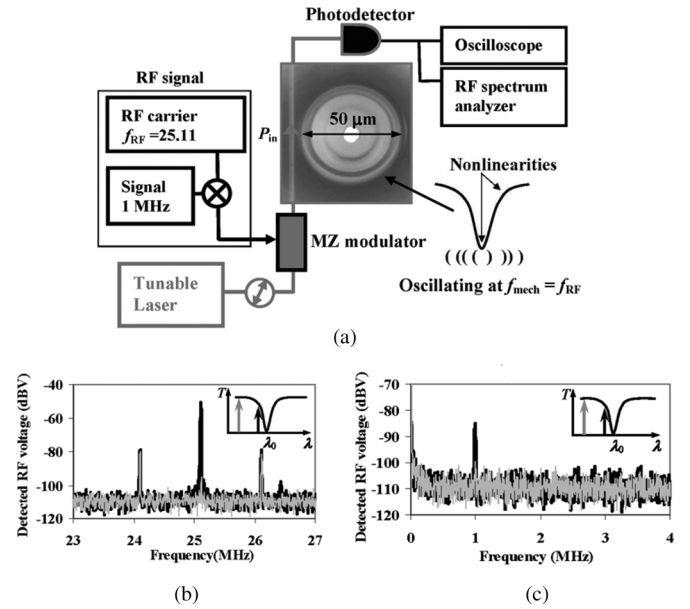 Photodetector
Oscilloscope
RF spectrum
analyzer
RF signal
RF carrier
fRF =25.11
Signal
1 MHz
Pin
50 µm
Nonlinearities
MZ modulator
( (( ( ) )) )
Tunable
Laser
Oscillating at fmech = fRF
(a)
Detected RF voltage (dBV)
-40
-60
-80
-100
-120
23
24
25
26
27
Frequency(MHz)
T
λ0
λ
(b)
Detected RF voltage (dBV)
-70
-80
-90
-100
-110
-120
0
1
2
3
4
Frequency (MHz)
T
λ0
λ
(c)